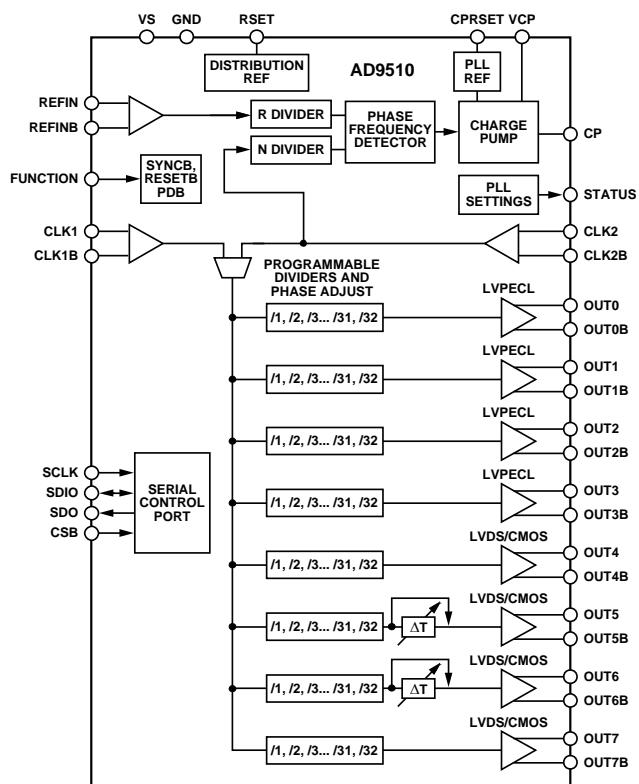 VS
GND
RSET
CPRSET
VCP
DISTRIBUTION
REF
AD9510
PLL
REF
REFIN
REFINB
R DIVIDER
N DIVIDER
PHASE
FREQUENCY
DETECTOR
CHARGE
PUMP
CP
FUNCTION
SYNCB,
RESETB
PDB
PLL
SETTINGS
STATUS
CLK1
CLK1B
CLK2
CLK2B
PROGRAMMABLE
DIVIDERS AND
PHASE ADJUST
LVPECL
/1, /2, /3... /31, /32
OUT0
OUT0B
LVPECL
/1, /2, /3... /31, /32
OUT1
OUT1B
LVPECL
/1, /2, /3... /31, /32
OUT2
OUT2B
SCLK
SDIO
SDO
CSB
SERIAL
CONTROL
PORT
LVPECL
/1, /2, /3... /31, /32
OUT3
OUT3B
LVDS/CMOS
/1, /2, /3... /31, /32
OUT4
OUT4B
LVDS/CMOS
/1, /2, /3... /31, /32
ΔT
OUT5
OUT5B
LVDS/CMOS
/1, /2, /3... /31, /32
ΔT
OUT6
OUT6B
LVDS/CMOS
/1, /2, /3... /31, /32
OUT7
OUT7B